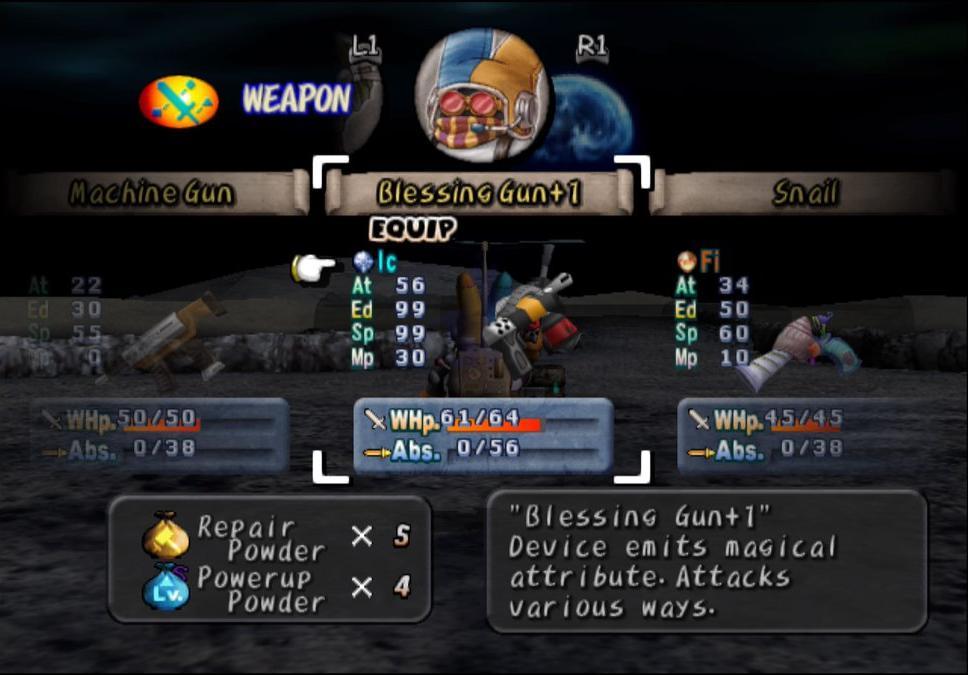 L1
R1
WEAPON
Machine Gun
Blessing Gun+1
Snail
EQUIP
Ic
Fi
At 22
Ed 30
Sp 55
0
At 56
Ed 99
Sp 99
Mp 30
At 34
Ed 50
Sp 60
Mp 10
WHp. 50/50
Abs. 0/38
WHp. 61/64
Abs. 0/56
WHp. 45/45
Abs. 0/38
Repair
Powder × 5
Lv.
Powerup
Powder × 4
"Blessing Gun+1"
Device emits magical
attribute. Attacks
various ways.